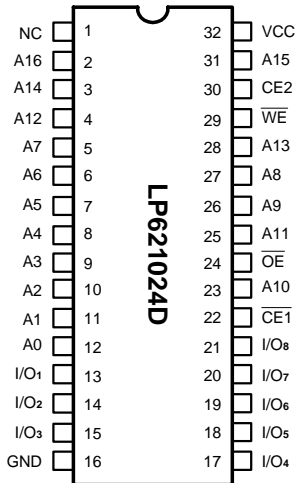 NC 1 32 VCC
A16 2 31 A15
A14 3 30 CE2
A12 4 29 W̅E̅
A7 5 28 A13
A6 6 27 A8
A5 7 26 A9
A4 8 25 A11
A3 9 24 O̅E̅
A2 10 23 A10
A1 11 22 C̅E̅1̅
A0 12 21 I/O₈
I/O₁ 13 20 I/O₇
I/O₂ 14 19 I/O₆
I/O₃ 15 18 I/O₅
GND 16 17 I/O₄
LP621024D